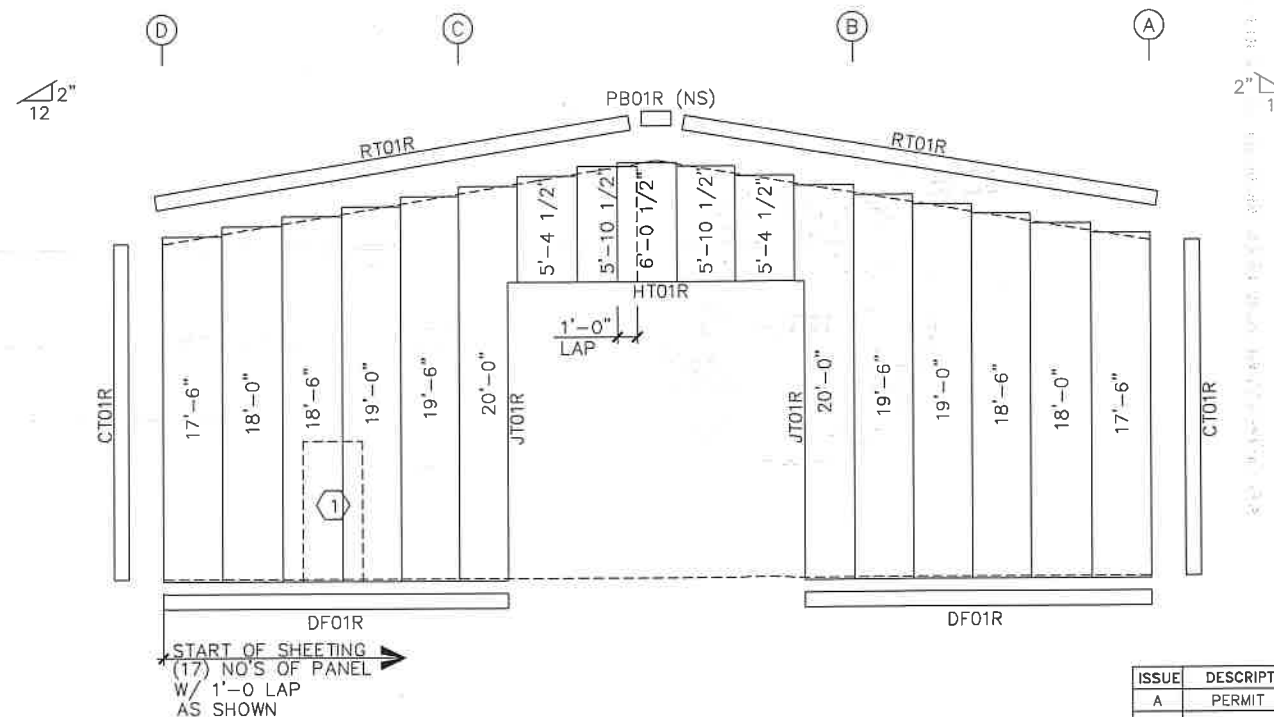 D
C
B
A
2"
12
2"
PB01R (NS)
RT01R
RT01R
5'-4 1/2"
5'-10 1/2"
6'-0 1/2"
5'-10 1/2"
5'-4 1/2"
HT01R
1'-0"
LAP
CT01R
17'-6"
18'-0"
18'-6"
19'-0"
19'-6"
20'-0"
JT01R
JT01R
20'-0"
19'-6"
19'-0"
18'-6"
18'-0"
17'-6"
CT01R
1
DF01R
DF01R
START OF SHEETING
(17) NO'S OF PANEL
W/ 1'-0 LAP
AS SHOWN
ISSUE DESCRIPT
A PERMIT